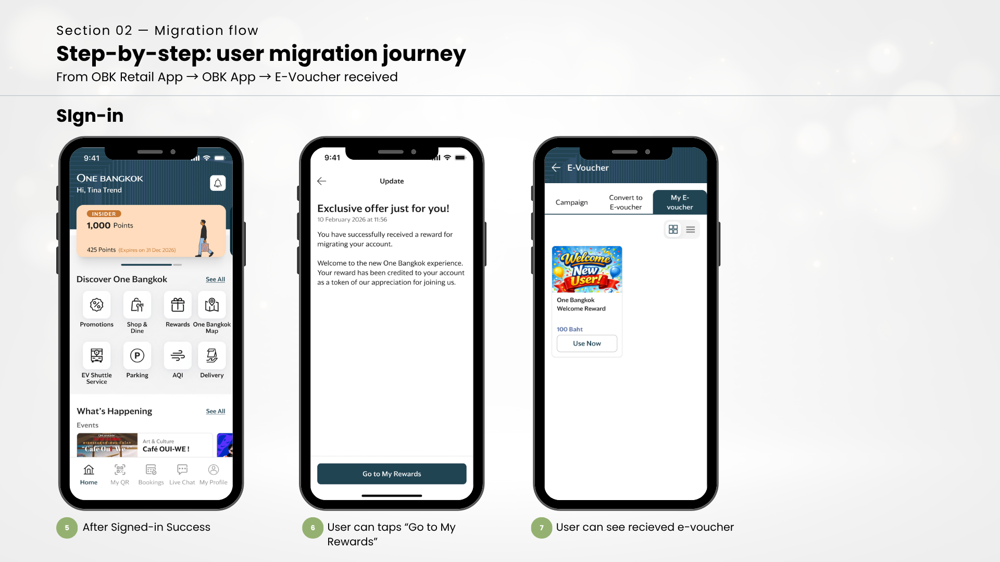 Section 02 — Migration flow
Step-by-step: user migration journey
From OBK Retail App → OBK App → E-Voucher received
SIgn-in
9:41
ONE BANGKOK
Hi, Tina Trend
INSIDER
1,000 Points
425 Points (Expires on 31 Dec 2026)
Discover One Bangkok
See All
Promotions
Shop &
Dine
Rewards
One Bangkok
Map
EV Shuttle
Service
P
Parking
AQI
Delivery
What's Happening
See All
Events
ONE BANGKOK
"Café Oui We!"
Art & Culture
Café OUI-WE !
Home
My QR
Bookings
Live Chat
My Profile
5
After Signed-in Success
9:41
Update
Exclusive offer just for you!
10 February 2026 at 11:56
You have successfully received a reward for
migrating your account.
Welcome to the new One Bangkok experience.
Your reward has been credited to your account
as a token of our appreciation for joining us.
Go to My Rewards
6
User can taps “Go to My
Rewards”
E-Voucher
Campaign
Convert to
E-voucher
My E-
voucher
Welcome
New
User!
One Bangkok
Welcome Reward
100 Baht
Use Now
7
User can see recieved e-voucher